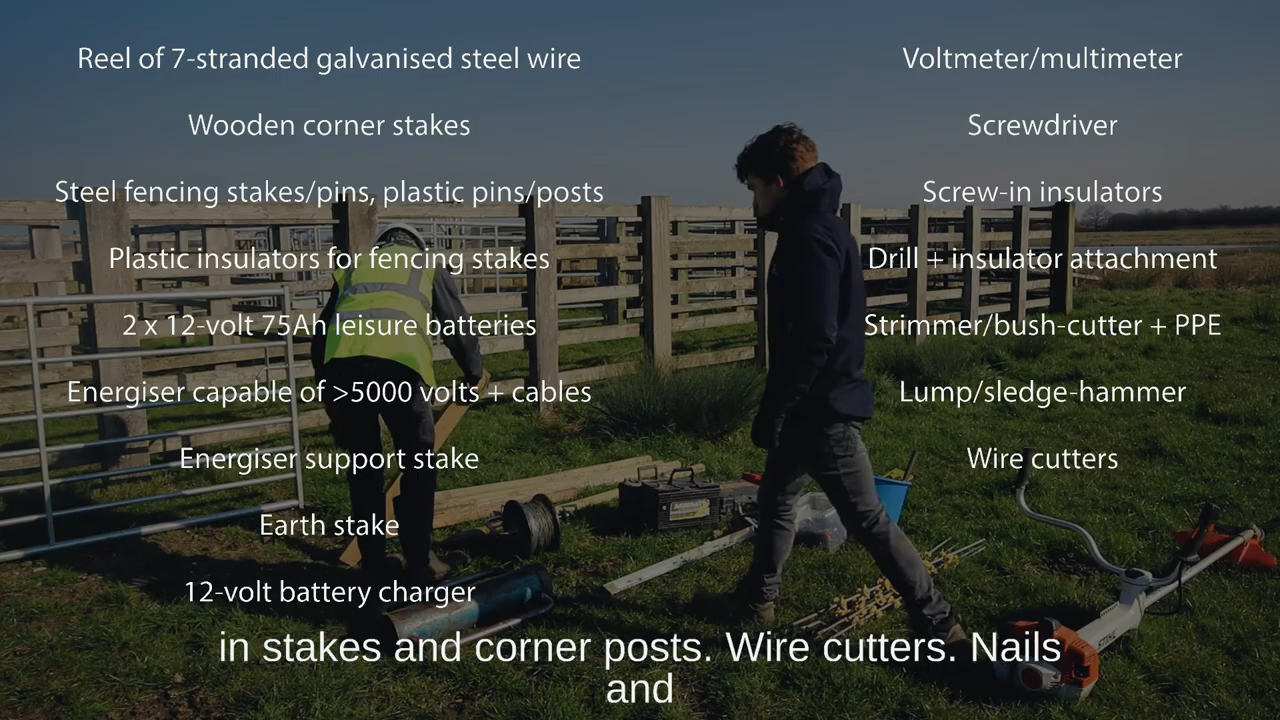 Reel of 7-stranded galvanised steel wire
Wooden corner stakes
Steel fencing stakes/pins, plastic pins/posts
Plastic insulators for fencing stakes
2 x 12-volt 75Ah leisure batteries
Energiser capable of >5000 volts + cables
Energiser support stake
Earth stake
12-volt battery charger
Voltmeter/multimeter
Screwdriver
Screw-in insulators
Drill + insulator attachment
Strimmer/bush-cutter + PPE
Lump/sledge-hammer
Wire cutters
STIHL
in stakes and corner posts. Wire cutters. Nails
and